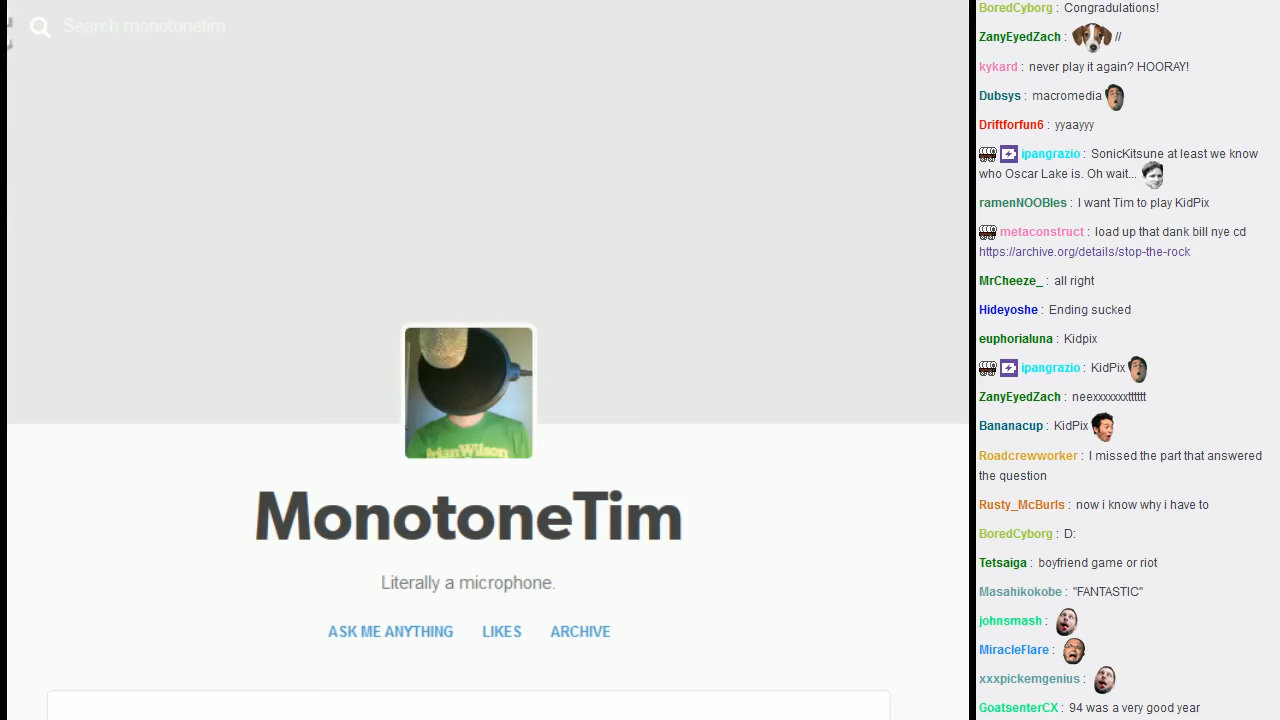 Search monotonetim
MonotoneTim
Literally a microphone.
ASK ME ANYTHING LIKES ARCHIVE
BoredCyborg : Congradulations!
ZanyEyedZach : //
kykard : never play it again? HOORAY!
Dubsys : macromedia
Driftforfun6 : yyaayyy
ipangrazio : SonicKitsune at least we know
who Oscar Lake is. Oh wait...
ramenNOOBles : I want Tim to play KidPix
metaconstruct : load up that dank bill nye cd
https://archive.org/details/stop-the-rock
MrCheeze_ : all right
Hideyoshe : Ending sucked
euphorialuna : Kidpix
ipangrazio : KidPix
ZanyEyedZach : neexxxxxxxttttttt
Bananacup : KidPix
Roadcrewworker : I missed the part that answered
the question
Rusty_McBurls : now i know why i have to
BoredCyborg : D:
Tetsaiga : boyfriend game or riot
Masahikokobe : "FANTASTIC"
johnsmash :
MiracleFlare :
xxxpickemgenius :
GoatsenterCX : 94 was a very good year